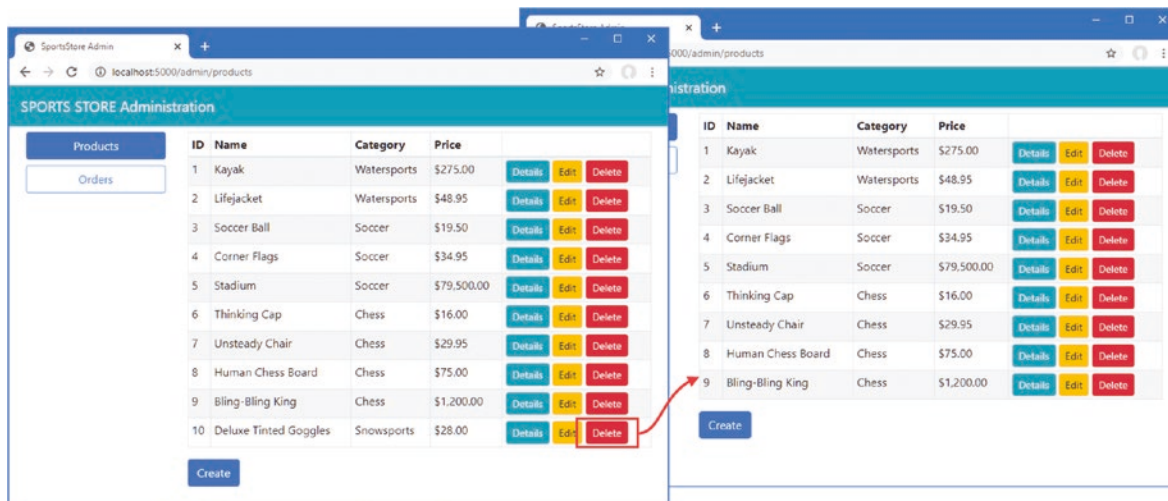 SportsStore Admin
localhost:5000/admin/products
SPORTS STORE Administration
Products
Orders
ID Name Category Price
1 Kayak Watersports $275.00 Details Edit Delete
2 Lifejacket Watersports $48.95 Details Edit Delete
3 Soccer Ball Soccer $19.50 Details Edit Delete
4 Corner Flags Soccer $34.95 Details Edit Delete
5 Stadium Soccer $79,500.00 Details Edit Delete
6 Thinking Cap Chess $16.00 Details Edit Delete
7 Unsteady Chair Chess $29.95 Details Edit Delete
8 Human Chess Board Chess $75.00 Details Edit Delete
9 Bling-Bling King Chess $1,200.00 Details Edit Delete
10 Deluxe Tinted Goggles Snowsports $28.00 Details Edit Delete
Create
000/admin/products
istration
ID Name Category Price
1 Kayak Watersports $275.00 Details Edit Delete
2 Lifejacket Watersports $48.95 Details Edit Delete
3 Soccer Ball Soccer $19.50 Details Edit Delete
4 Corner Flags Soccer $34.95 Details Edit Delete
5 Stadium Soccer $79,500.00 Details Edit Delete
6 Thinking Cap Chess $16.00 Details Edit Delete
7 Unsteady Chair Chess $29.95 Details Edit Delete
8 Human Chess Board Chess $75.00 Details Edit Delete
9 Bling-Bling King Chess $1,200.00 Details Edit Delete
Create